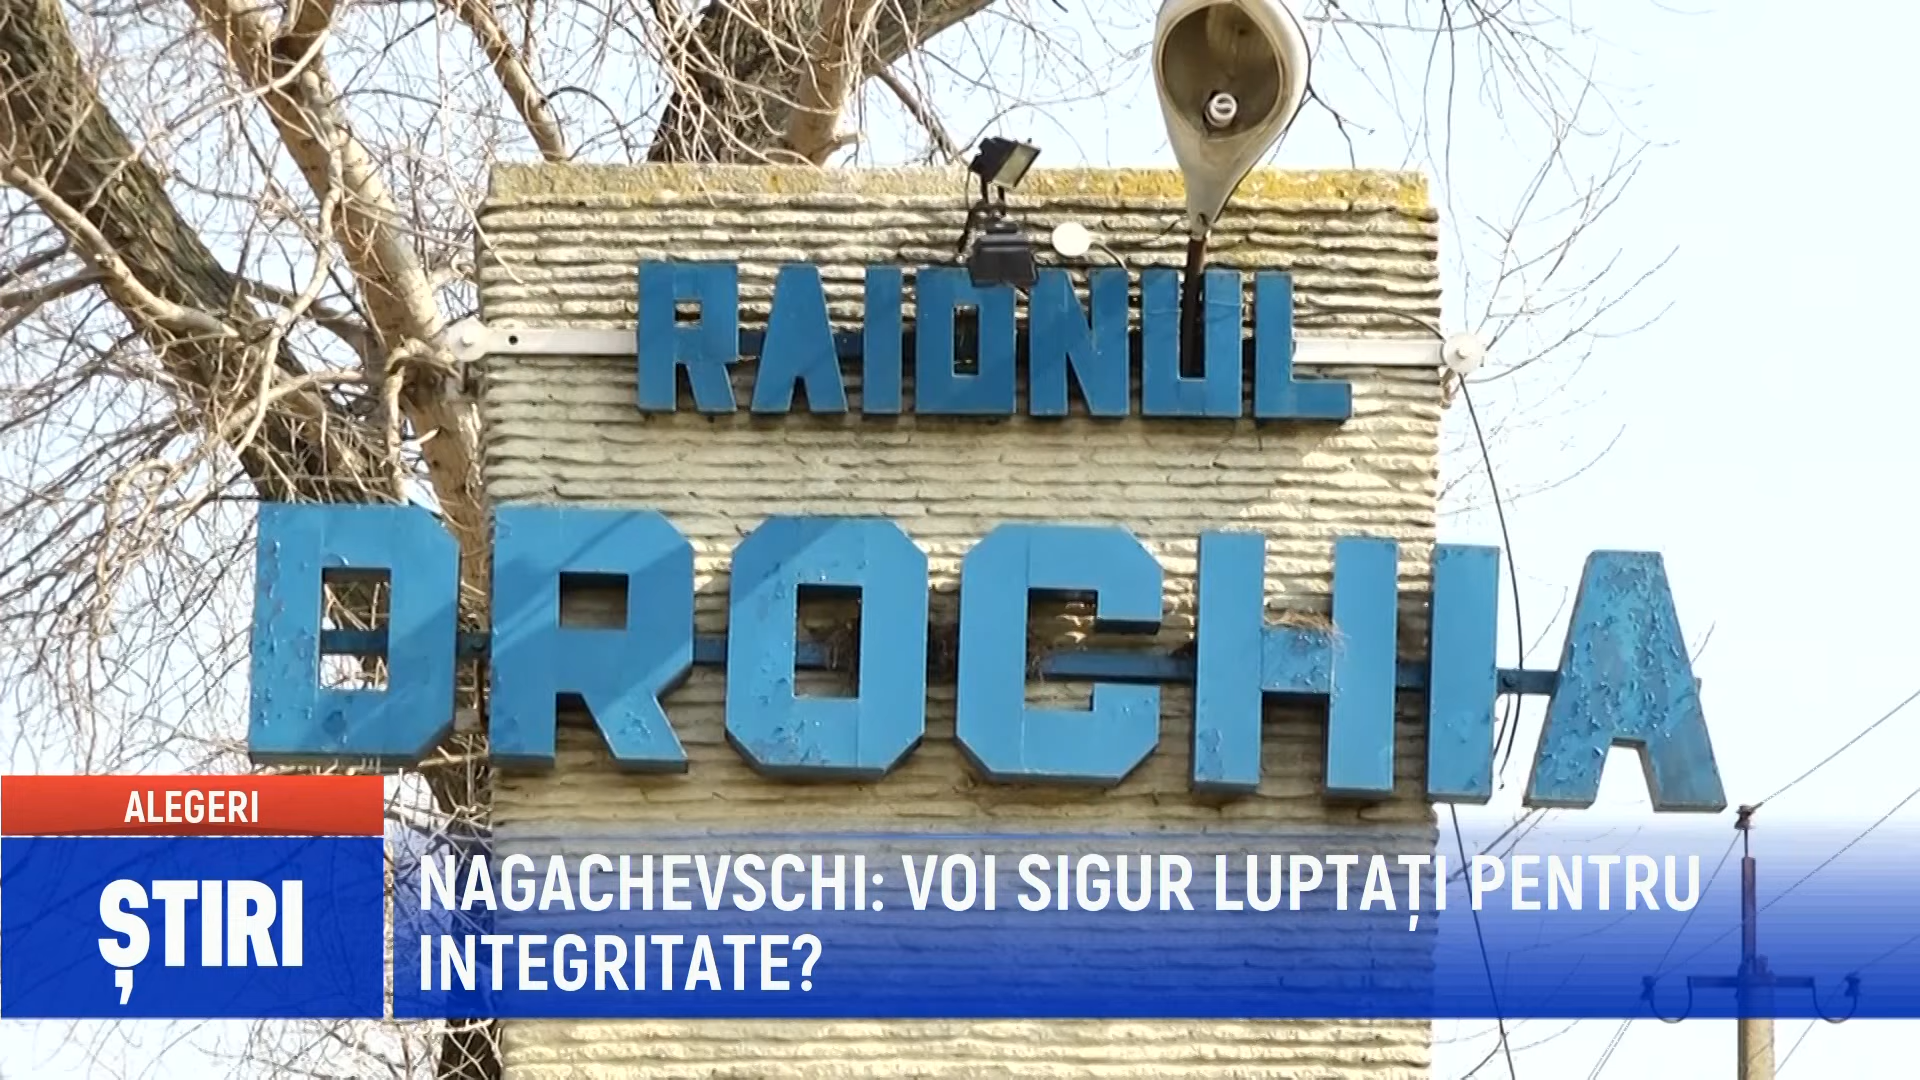 RAIONUL
DROCHIA
ALEGERI
ȘTIRI
NAGACHEVSCHI: VOI SIGUR LUPTAȚI PENTRU
INTEGRITATE?